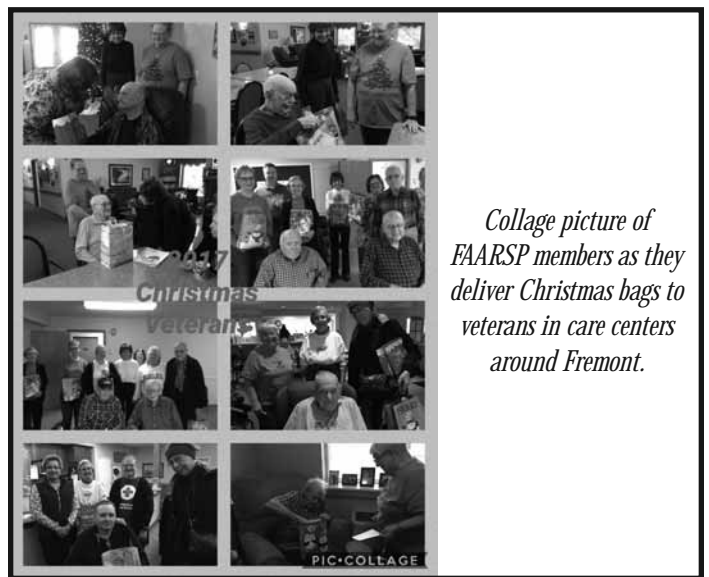 2017
Christmas
Veterans
PIC•COLLAGE
Collage picture of
FAARSP members as they
deliver Christmas bags to
veterans in care centers
around Fremont.